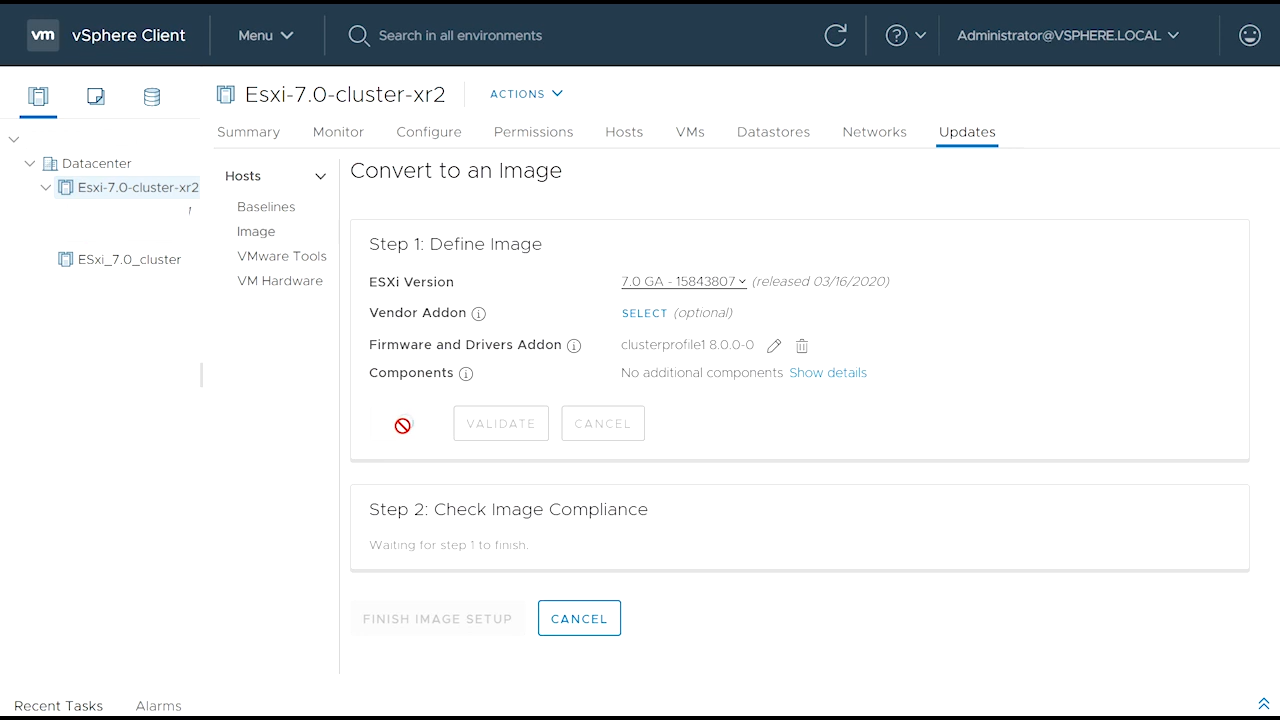 vm vSphere Client Menu Search in all environments Administrator@VSPHERE.LOCAL
Esxi-7.0-cluster-xr2 ACTIONS
Summary Monitor Configure Permissions Hosts VMs Datastores Networks Updates
Datacenter
Esxi-7.0-cluster-xr2
ESxi_7.0_cluster
Hosts
Baselines
Image
VMware Tools
VM Hardware
Convert to an Image
Step 1: Define Image
ESXi Version 7.0 GA - 15843807 (released 03/16/2020)
Vendor Addon SELECT (optional)
Firmware and Drivers Addon clusterprofile1 8.0.0-0
Components No additional components Show details
VALIDATE CANCEL
Step 2: Check Image Compliance
Waiting for step 1 to finish.
FINISH IMAGE SETUP CANCEL
Recent Tasks Alarms